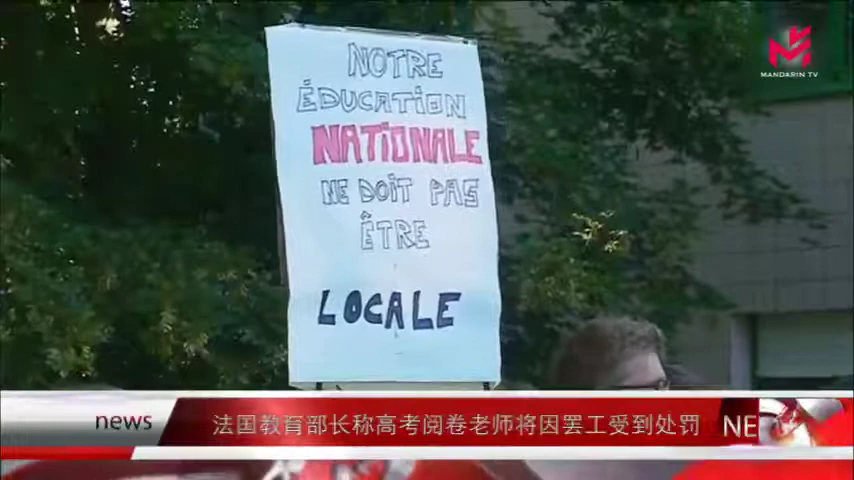 MANDARIN TV
NOTRE
ÉDUCATION
NATIONALE
NE DOIT PAS
ÊTRE
LOCALE
news
法国教育部长称高考阅卷老师将因罢工受到处罚
NE